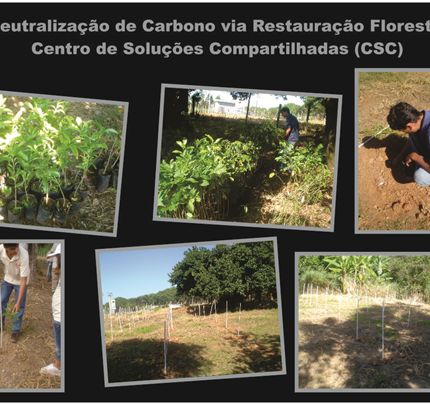 eutralização de Carbono via Restauração Florest
Centro de Soluções Compartilhadas (CSC)